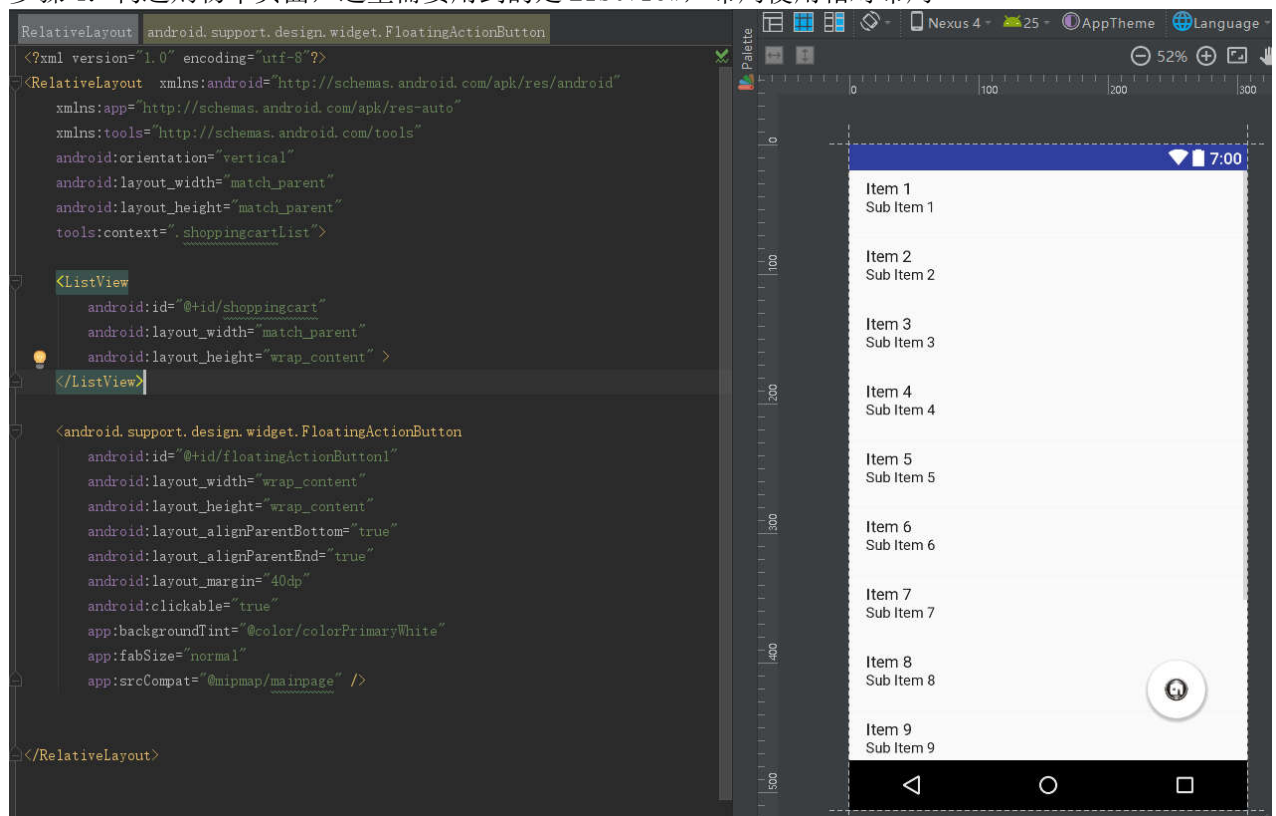 RelativeLayout android.support.design.widget.FloatingActionButton
<?xml version="1.0" encoding="utf-8"?>
<RelativeLayout xmlns:android="http://schemas.android.com/apk/res/android"
xmlns:app="http://schemas.android.com/apk/res-auto"
xmlns:tools="http://schemas.android.com/tools"
android:orientation="vertical"
android:layout_width="match_parent"
android:layout_height="match_parent"
tools:context=".shoppingcartList">
<ListView
android:id="@+id/shoppingcart"
android:layout_width="match_parent"
android:layout_height="wrap_content" >
</ListView>
<android.support.design.widget.FloatingActionButton
android:id="@+id/floatingActionButton1"
android:layout_width="wrap_content"
android:layout_height="wrap_content"
android:layout_alignParentBottom="true"
android:layout_alignParentEnd="true"
android:layout_margin="40dp"
android:clickable="true"
app:backgroundTint="@color/colorPrimaryWhite"
app:fabSize="normal"
app:srcCompat="@mipmap/mainpage" />
</RelativeLayout>
Palette
Nexus 4 25 AppTheme Language
52%
0 100 200 300
0
100
200
300
400
500
7:00
Item 1
Sub Item 1
Item 2
Sub Item 2
Item 3
Sub Item 3
Item 4
Sub Item 4
Item 5
Sub Item 5
Item 6
Sub Item 6
Item 7
Sub Item 7
Item 8
Sub Item 8
Item 9
Sub Item 9